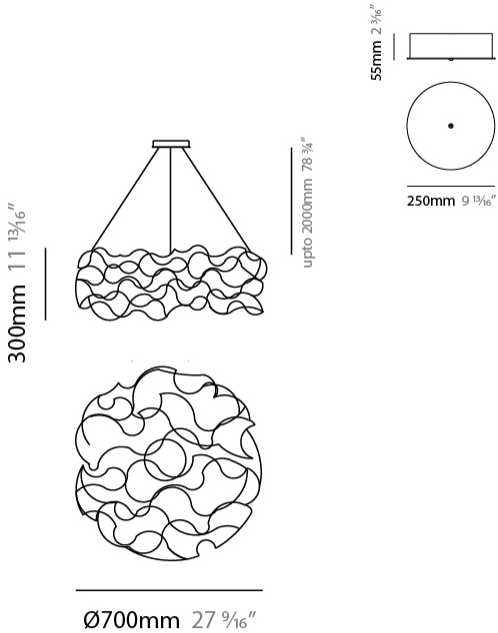 55mm 2 3⁄16”
250mm 9 13⁄16”
upto 2000mm 78 ¾”
300mm 11 13⁄16”
Ø700mm 27 9⁄16”